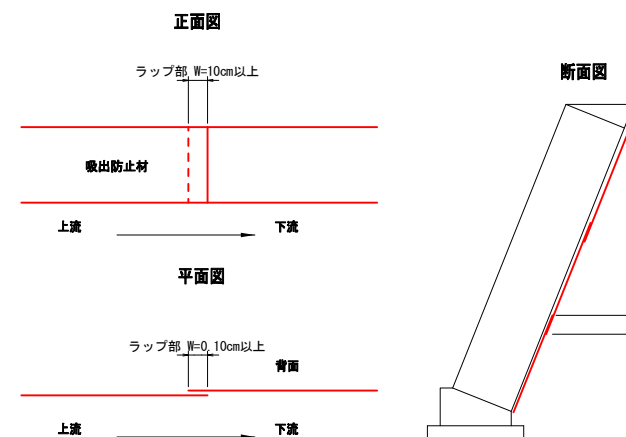 正面図
ラップ部 W=10cm以上
吸出防止材
上流
下流
平面図
ラップ部 W=0.10cm以上
背面
上流
下流
断面図